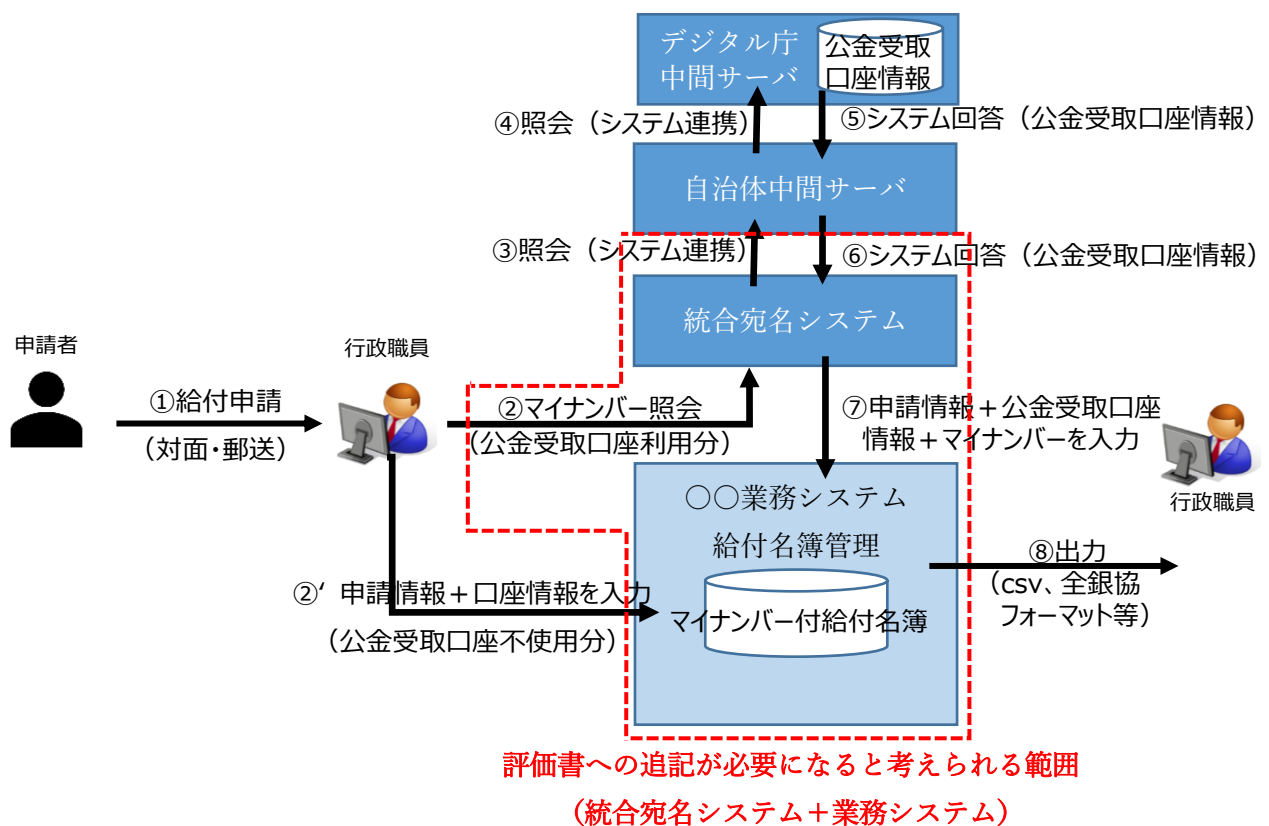 デジタル庁
中間サーバ
公金受取
口座情報
④照会（システム連携）
⑤システム回答（公金受取口座情報）
自治体中間サーバ
③照会（システム連携）
⑥システム回答（公金受取口座情報）
統合宛名システム
申請者
行政職員
①給付申請
（対面・郵送）
②マイナンバー照会
（公金受取口座利用分）
⑦申請情報＋公金受取口座
情報＋マイナンバーを入力
行政職員
〇〇業務システム
給付名簿管理
マイナンバー付給付名簿
②‘ 申請情報＋口座情報を入力
（公金受取口座不使用分）
⑧出力
（csv、全銀協
フォーマット等）
評価書への追記が必要になると考えられる範囲
（統合宛名システム＋業務システム）